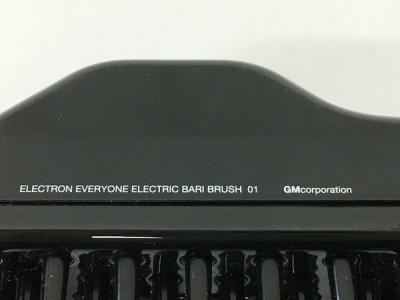 ELECTRON EVERYONE ELECTRIC BARI BRUSH 01 GMcorporation